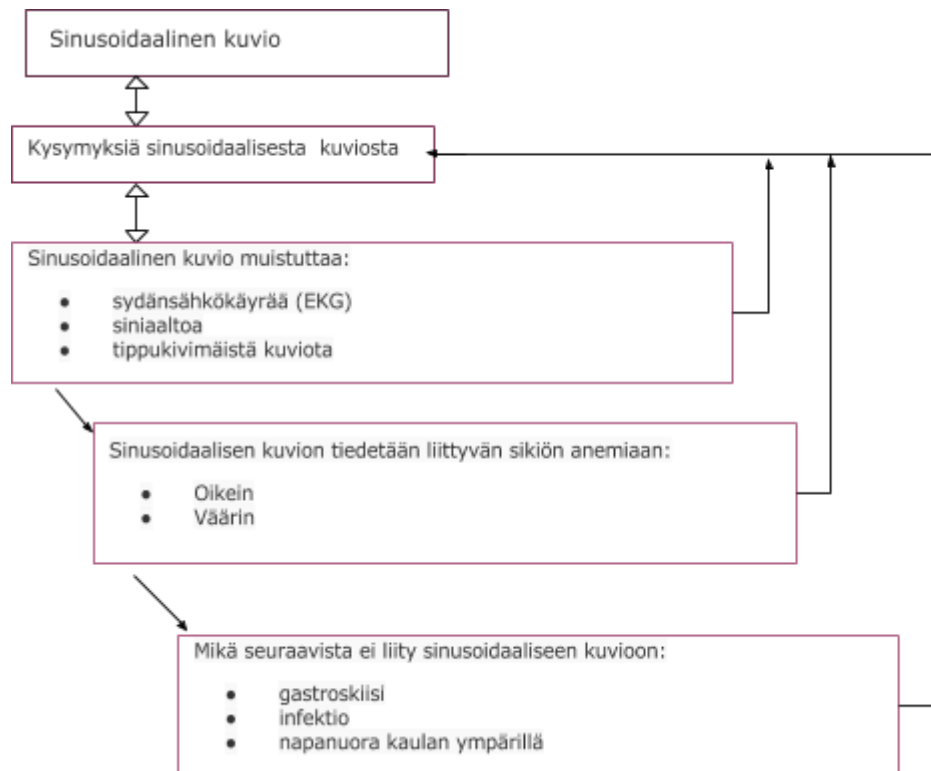 Sinusoidaalinen kuvio
Kysymyksiä sinusoidaalisesta kuviosta
Sinusoidaalinen kuvio muistuttaa:
● sydänsähkökäyrää (EKG)
● siniaaltoa
● tippukivimäistä kuviota
Sinusoidaalisen kuvion tiedetään liittyvän sikiön anemiaan:
● Oikein
● Väärin
Mikä seuraavista ei liity sinusoidaaliseen kuvioon:
● gastroskiisi
● infektio
● napanuora kaulan ympärillä